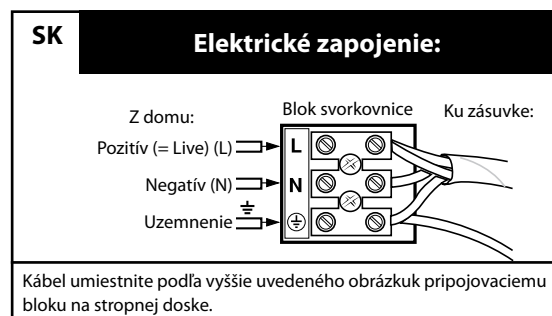 SK
Elektrické zapojenie:
Z domu:
Blok svorkovnice
Ku zásuvke:
Pozitív (= Live) (L)
L
Negatív (N)
N
Uzemnenie
Kábel umiestnite podľa vyššie uvedeného obrázkuk pripojovaciemu
bloku na stropnej doske.